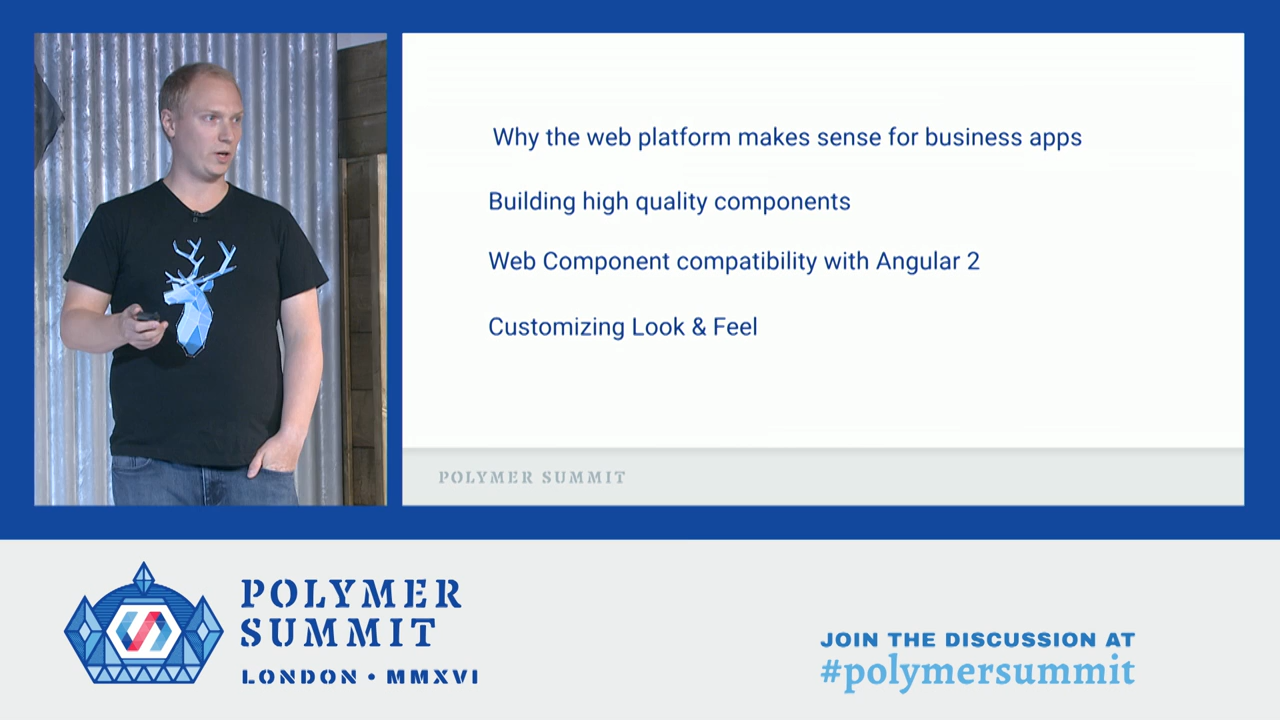 Why the web platform makes sense for business apps
Building high quality components
Web Component compatibility with Angular 2
Customizing Look & Feel
POLYMER SUMMIT
POLYMER
SUMMIT
LONDON • MMXVI
JOIN THE DISCUSSION AT
#polymersummit